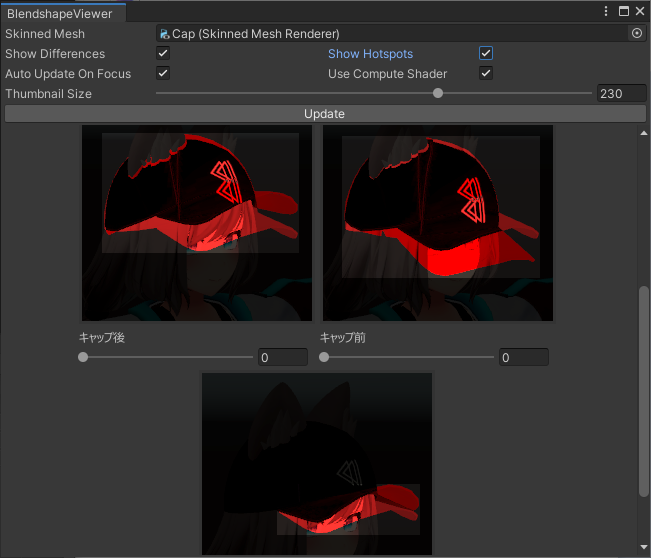 BlendshapeViewer
Skinned Mesh
Cap (Skinned Mesh Renderer)
Show Differences
Show Hotspots
Auto Update On Focus
Use Compute Shader
Thumbnail Size
230
Update
キャップ後
キャップ前
0
0